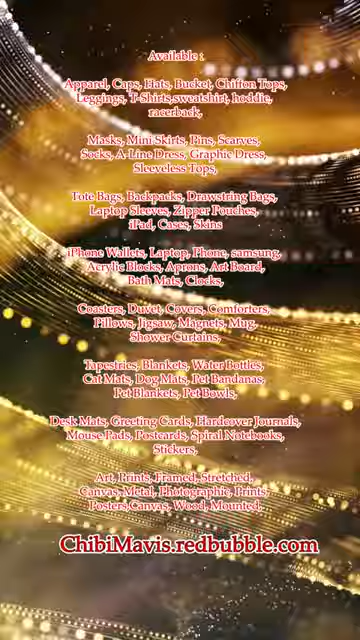 Available :
Apparel, Caps, Hats, Bucket, Chiffon Tops,
Leggings, T-Shirts,sweatshirt, hoddie,
racerback,
Masks, Mini Skirts, Pins, Scarves,
Socks, A-Line Dress, Graphic Dress,
Sleeveless Tops,
Tote Bags, Backpacks, Drawstring Bags,
Laptop Sleeves, Zipper Pouches,
iPad, Cases, Skins
iPhone Wallets, Laptop, Phone, samsung,
Acrylic Blocks, Aprons, Art Board,
Bath Mats, Clocks,
Coasters, Duvet, Covers, Comforters,
Pillows, Jigsaw, Magnets, Mug,
Shower Curtains,
Tapestries, Blankets, Water Bottles,
Cat Mats, Dog Mats, Pet Bandanas,
Pet Blankets, Pet Bowls,
Desk Mats, Greeting Cards, Hardcover Journals,
Mouse Pads, Postcards, Spiral Notebooks,
Stickers,
Art, Prints, Framed, Stretched,
Canvas, Metal, Photographic, Prints,
Posters,Canvas, Wood, Mounted,
ChibiMavis.redbubble.com